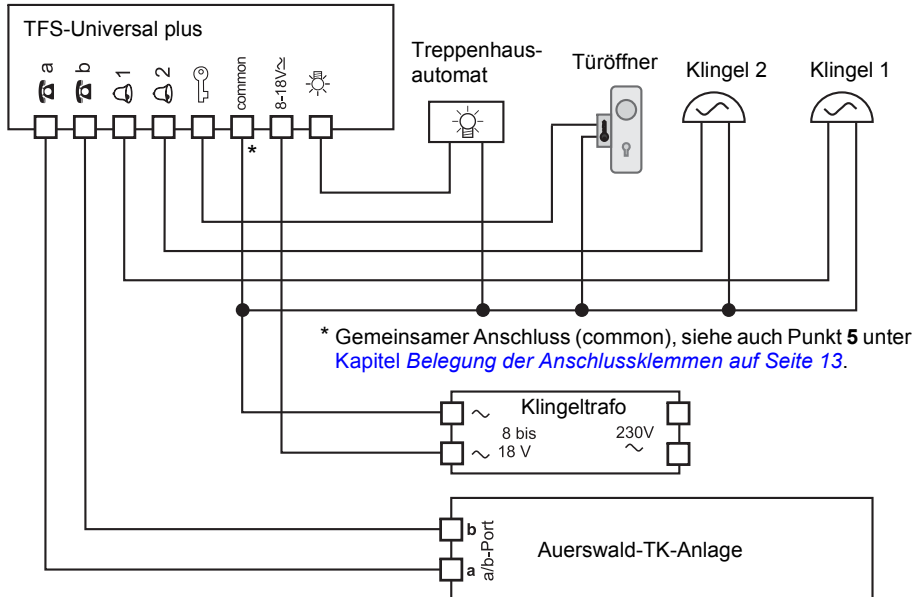 TFS-Universal plus
a
b
1
2
common
8-18V≃
*
Treppenhaus-
automat
Türöffner
Klingel 2
Klingel 1
* Gemeinsamer Anschluss (common), siehe auch Punkt 5 unter
Kapitel Belegung der Anschlussklemmen auf Seite 13.
Klingeltrafo
8 bis
18 V
230V
b
a
a/b-Port
Auerswald-TK-Anlage